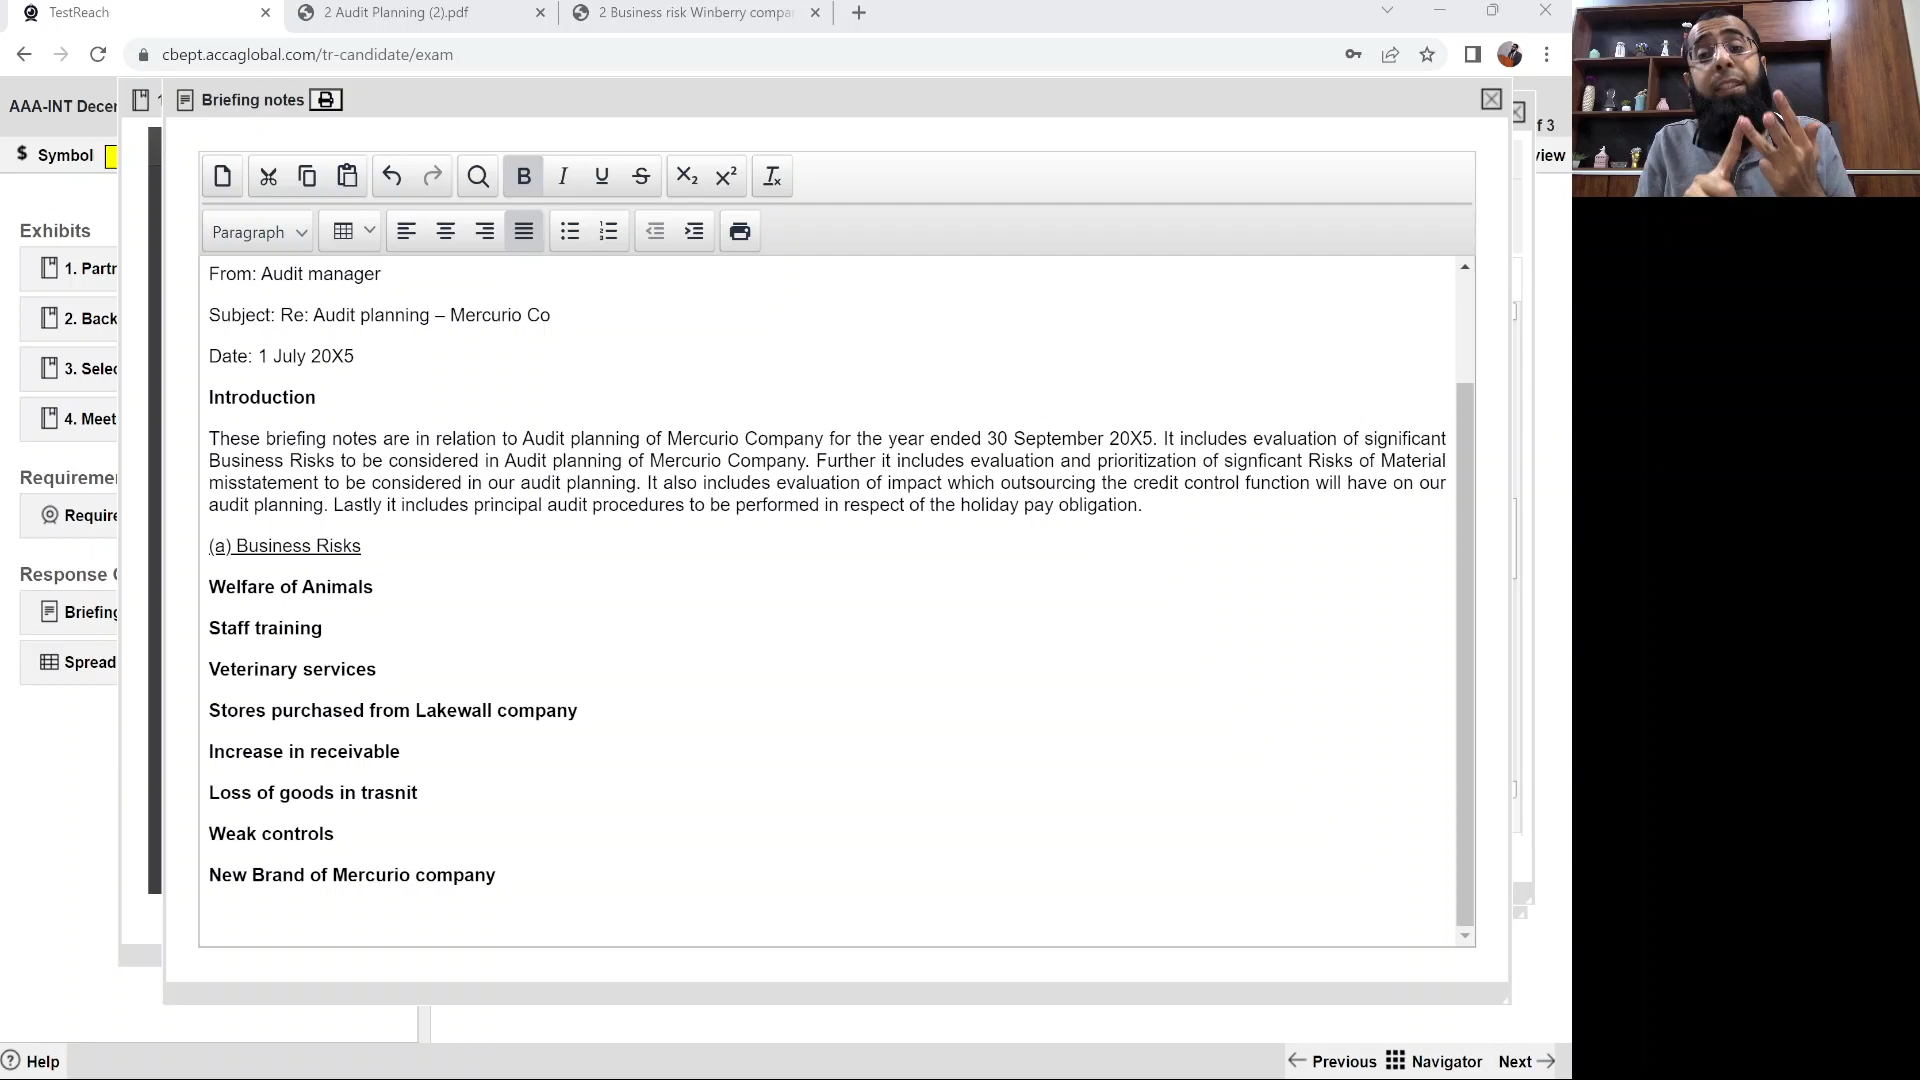 TestReach
2 Audit Planning (2).pdf
2 Business risk Winberry compar
cbept.accaglobal.com/tr-candidate/exam
AAA-INT Decer
Briefing notes
f 3
$ Symbol
view
Exhibits
1. Partr
2. Back
3. Selec
4. Meet
Requiremer
Require
Response
Briefing
Spread
Paragraph
From: Audit manager
Subject: Re: Audit planning – Mercurio Co
Date: 1 July 20X5
Introduction
These briefing notes are in relation to Audit planning of Mercurio Company for the year ended 30 September 20X5. It includes evaluation of significant
Business Risks to be considered in Audit planning of Mercurio Company. Further it includes evaluation and prioritization of signficant Risks of Material
misstatement to be considered in our audit planning. It also includes evaluation of impact which outsourcing the credit control function will have on our
audit planning. Lastly it includes principal audit procedures to be performed in respect of the holiday pay obligation.
(a) Business Risks
Welfare of Animals
Staff training
Veterinary services
Stores purchased from Lakewall company
Increase in receivable
Loss of goods in trasnit
Weak controls
New Brand of Mercurio company
Help
Previous
Navigator
Next